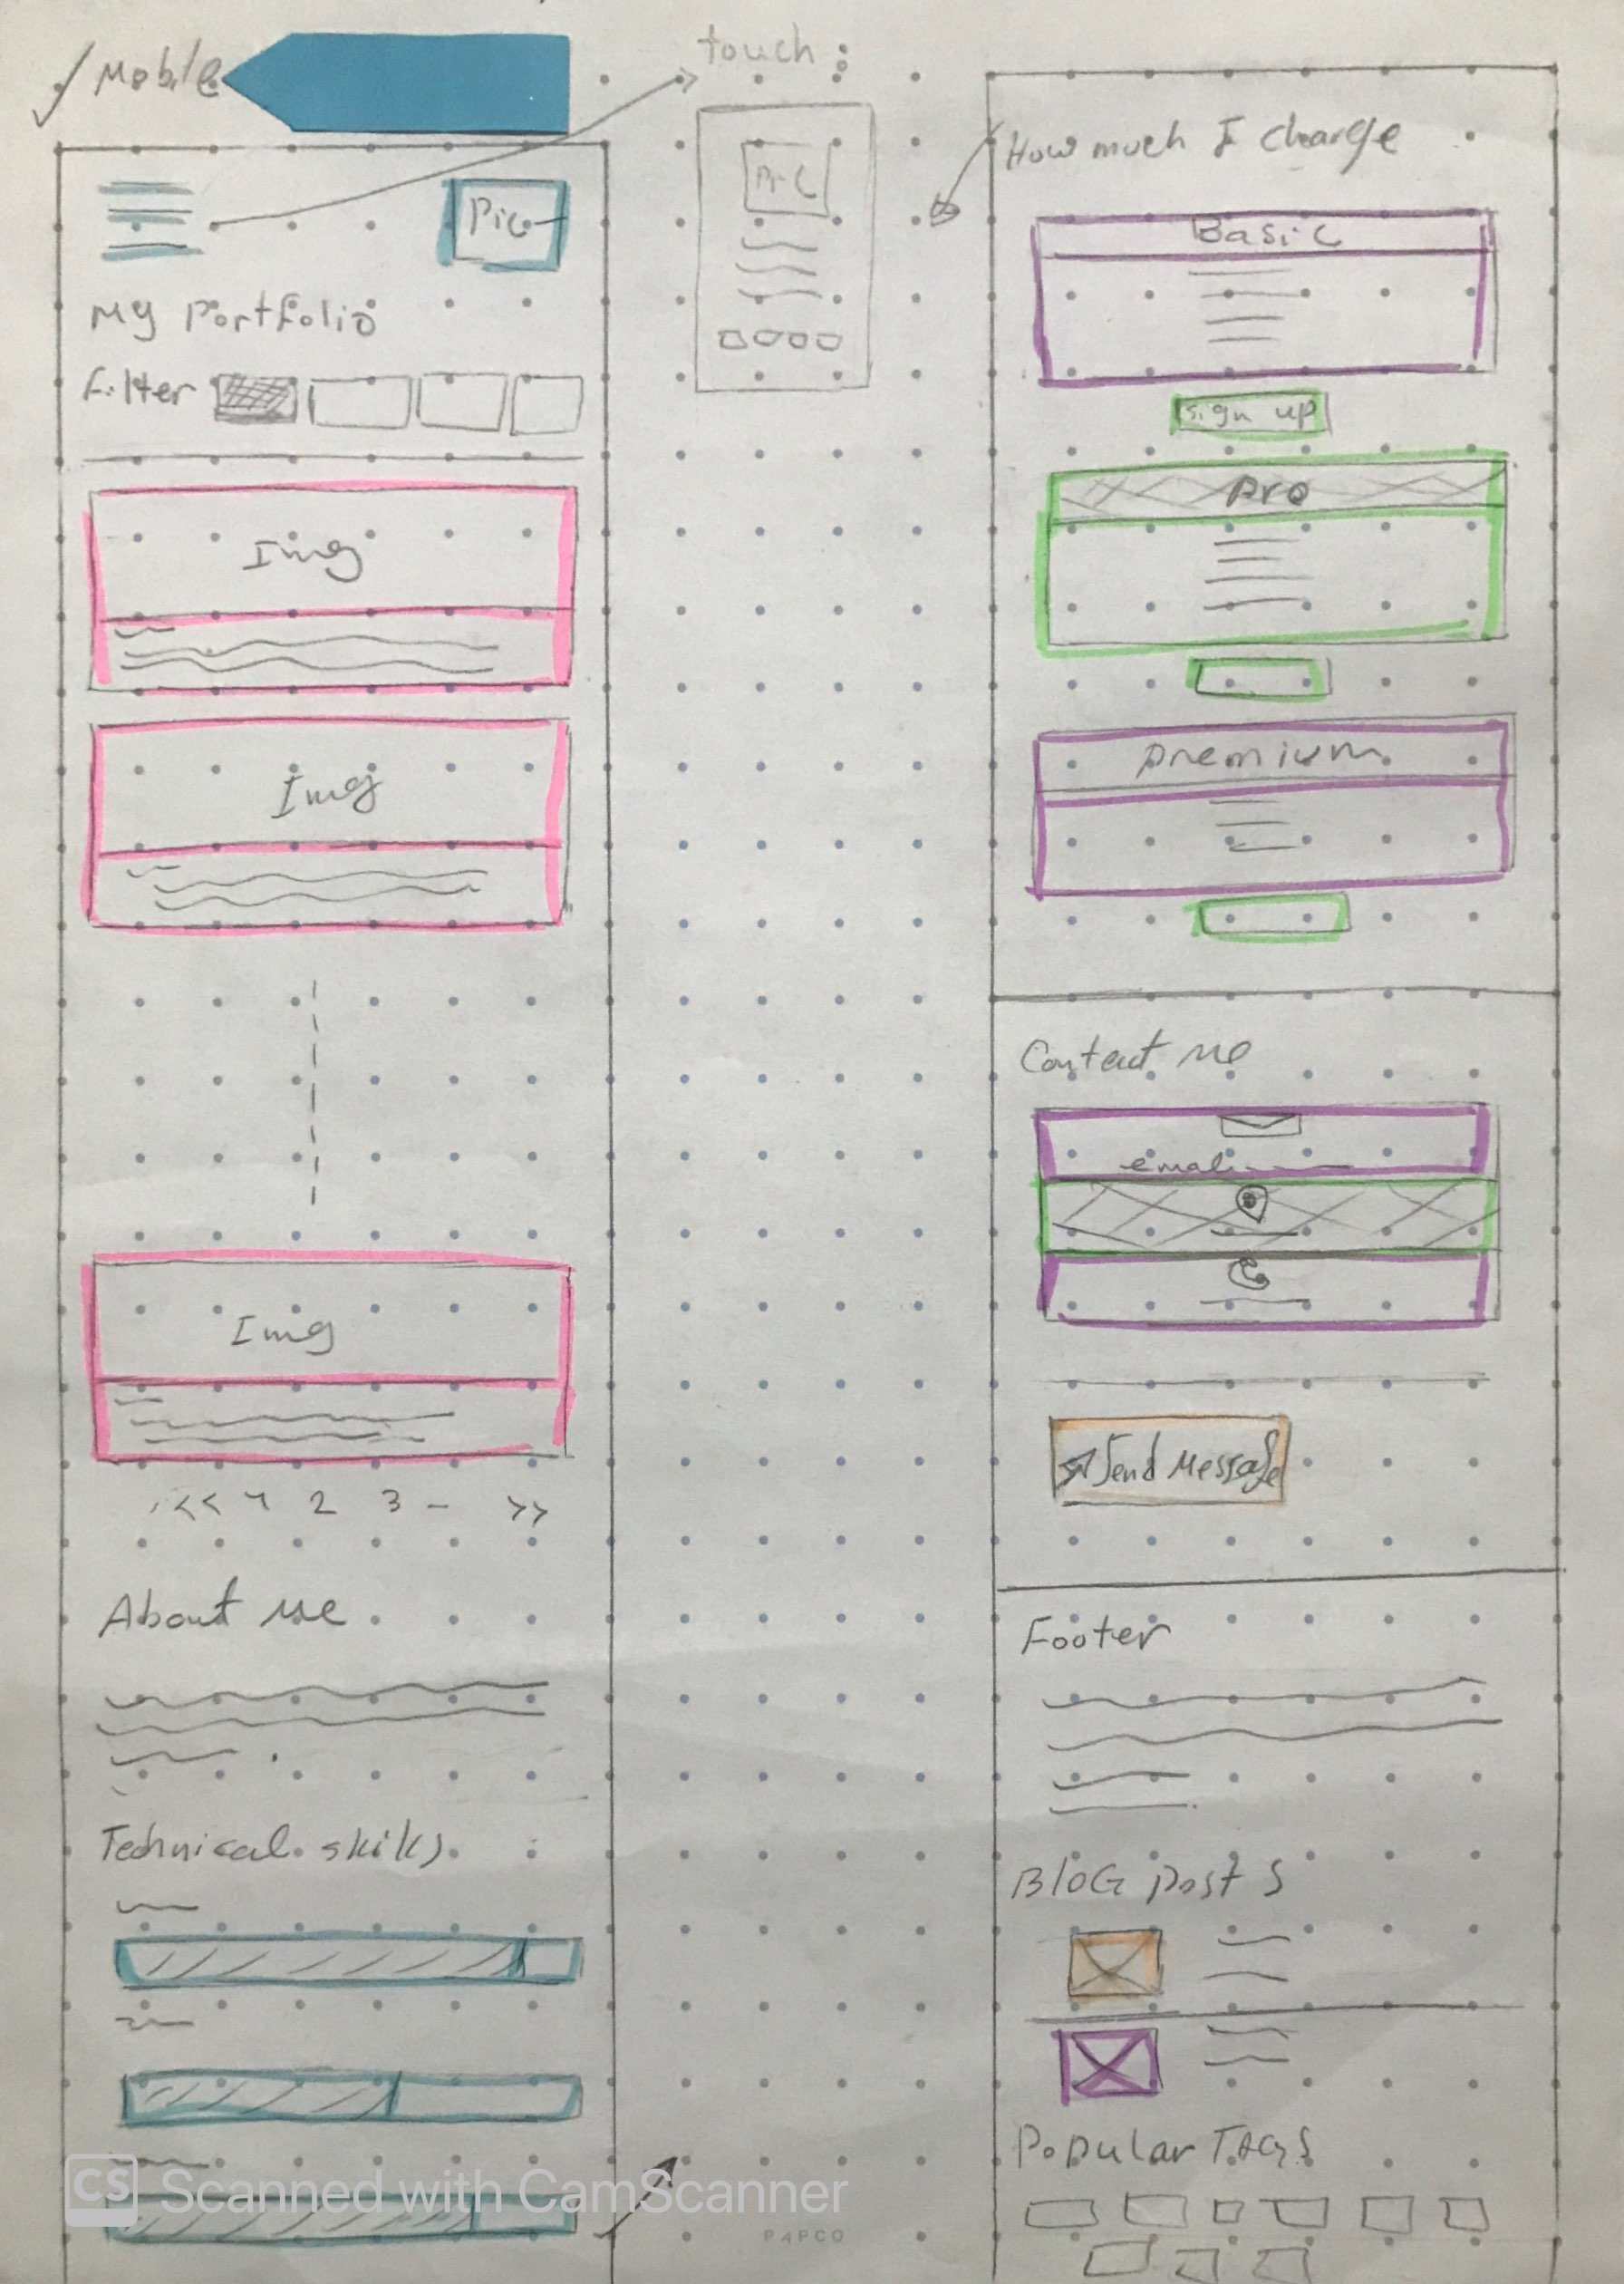 Mobile
Pic
My Portfolio
Filter
Img
Img
Img
<< 1 2 3 - >>
About me
Technical skills
touch :
Pic
How much I charge
Basic
sign up
Pro
Premium
Contact me
email
Send Message
Footer
BLOG posts
Popular TAGS
CS Scanned with CamScanner
PAPCO